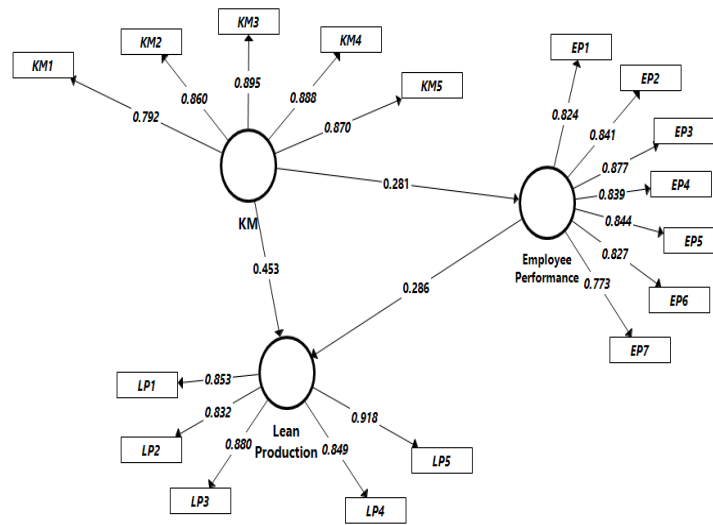 KM3
KM2
KM4
EP1
KM1
EP2
KM5
0.895
0.860
0.888
0.870
0.792
0.824
0.841
EP3
0.877
EP4
0.281
0.839
KM
0.844
EP5
Employee
Performance
0.827
0.453
0.286
0.773
EP6
EP7
LP1
0.853
0.832
0.918
Lean
Production
LP2
0.880
0.849
LP5
LP3
LP4